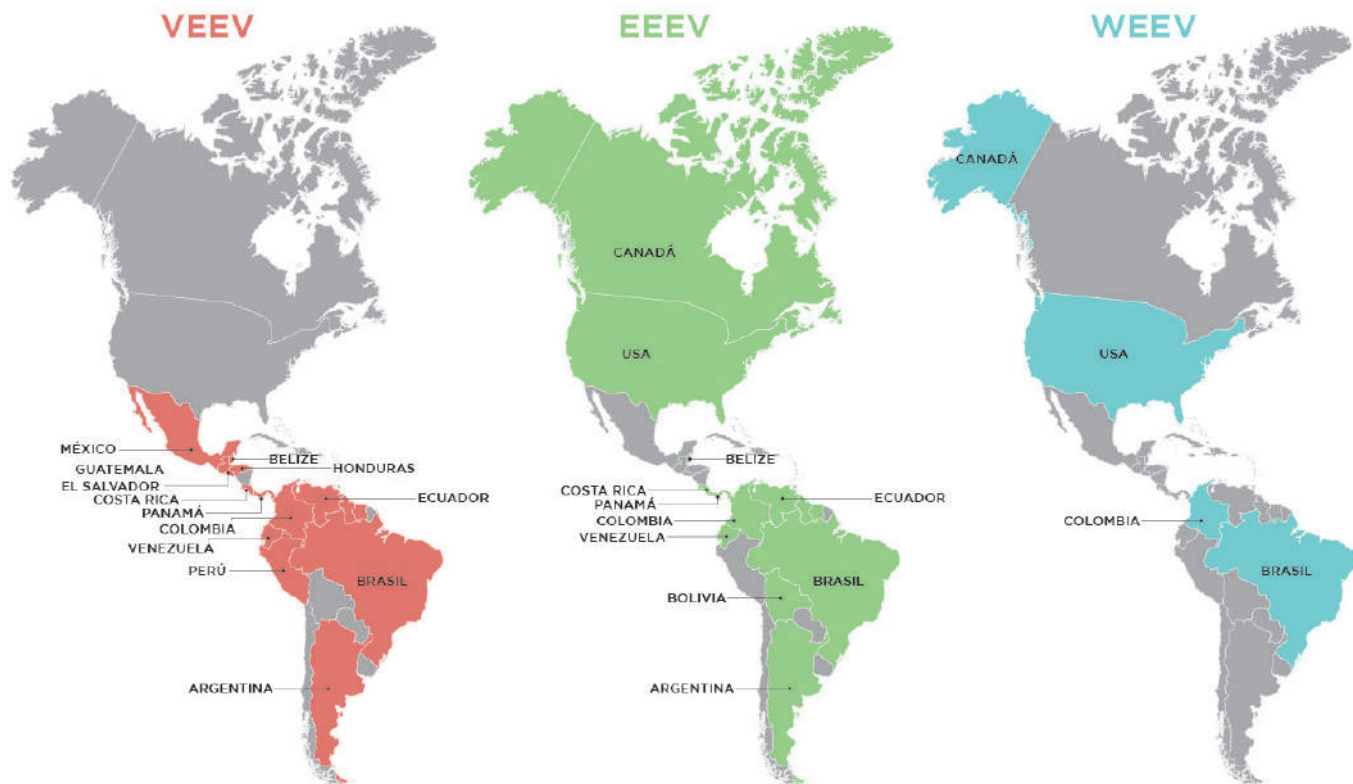 VEEV
MÉXICO
BELIZE
GUATEMALA
HONDURAS
EL SALVADOR
COSTA RICA
ECUADOR
PANAMÁ
COLOMBIA
VENEZUELA
PERÚ
BRASIL
ARGENTINA
EEEV
CANADÁ
USA
BELIZE
COSTA RICA
ECUADOR
PANAMÁ
COLOMBIA
VENEZUELA
BRASIL
BOLIVIA
ARGENTINA
WEEV
CANADÁ
USA
COLOMBIA
BRASIL